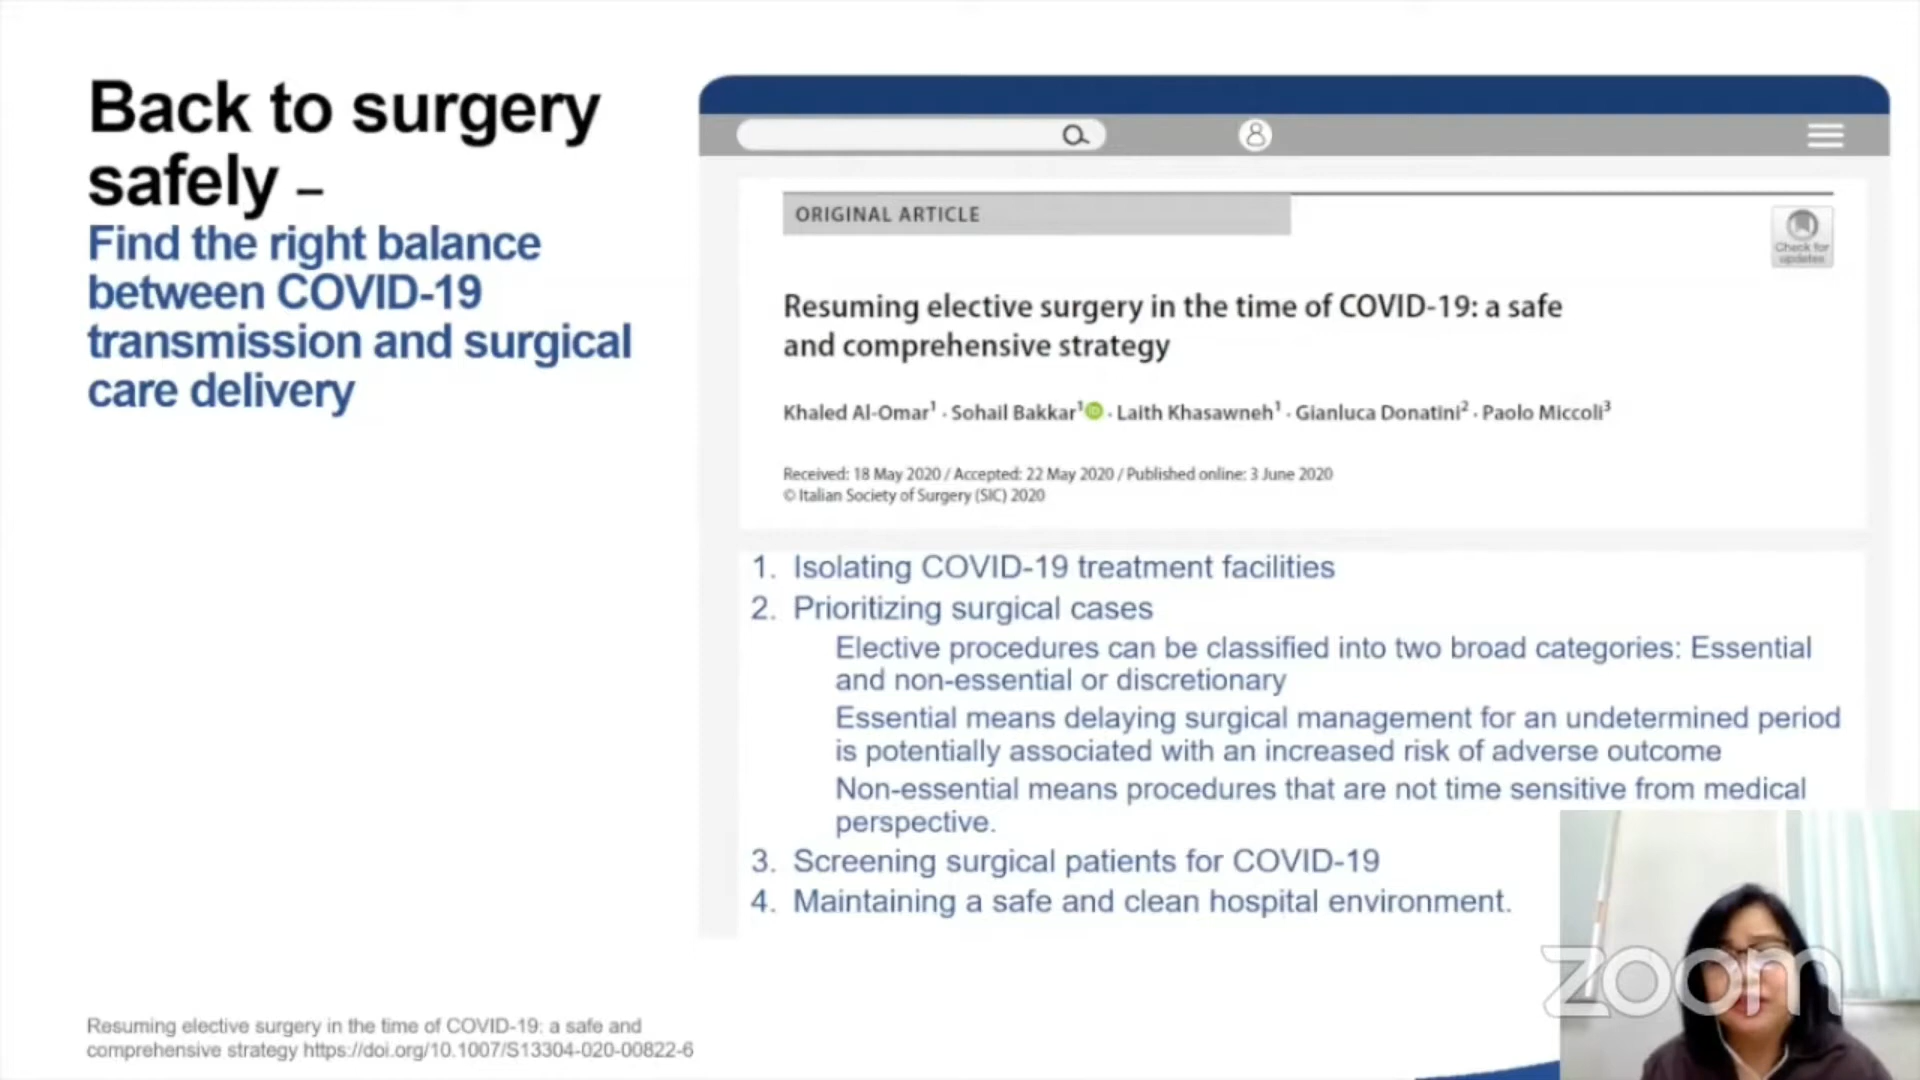 Back to surgery
safely –
Find the right balance
between COVID-19
transmission and surgical
care delivery
ORIGINAL ARTICLE
Check for
updates
Resuming elective surgery in the time of COVID-19: a safe
and comprehensive strategy
Khaled Al-Omar¹ · Sohail Bakkar¹ · Laith Khasawneh¹ · Gianluca Donatini² · Paolo Miccoli³
Received: 18 May 2020 / Accepted: 22 May 2020 / Published online: 3 June 2020
© Italian Society of Surgery (SIC) 2020
1. Isolating COVID-19 treatment facilities
2. Prioritizing surgical cases
Elective procedures can be classified into two broad categories: Essential
and non-essential or discretionary
Essential means delaying surgical management for an undetermined period
is potentially associated with an increased risk of adverse outcome
Non-essential means procedures that are not time sensitive from medical
perspective.
3. Screening surgical patients for COVID-19
4. Maintaining a safe and clean hospital environment.
Resuming elective surgery in the time of COVID-19: a safe and
comprehensive strategy https://doi.org/10.1007/S13304-020-00822-6
zoom